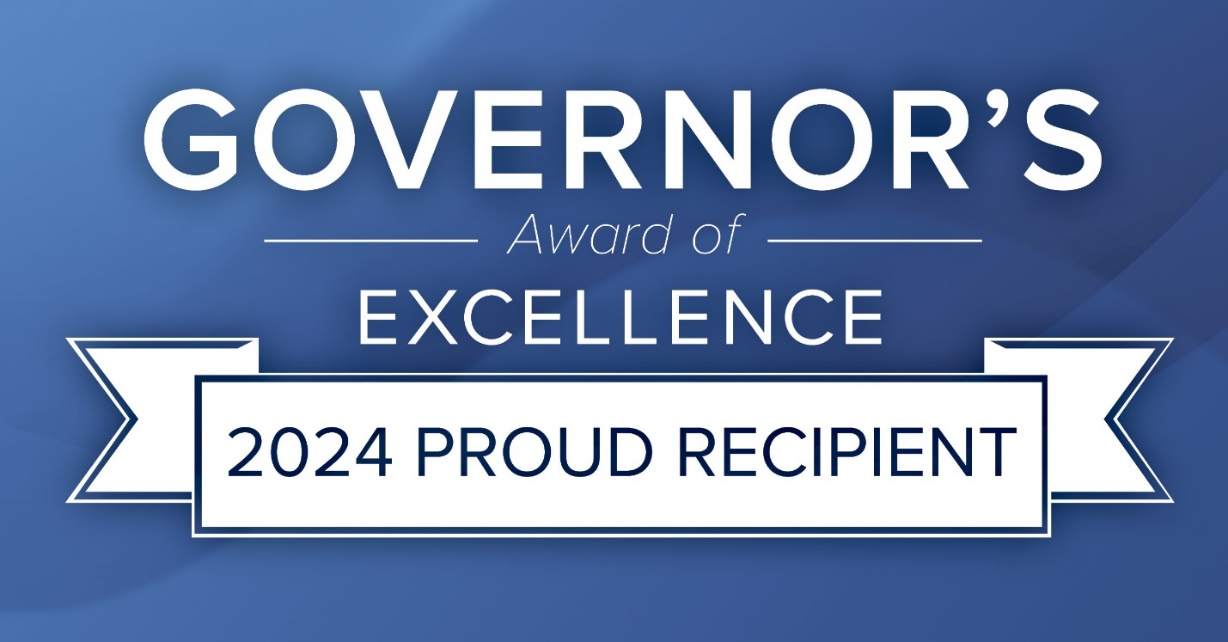 GOVERNOR’S
Award of
EXCELLENCE
2024 PROUD RECIPIENT